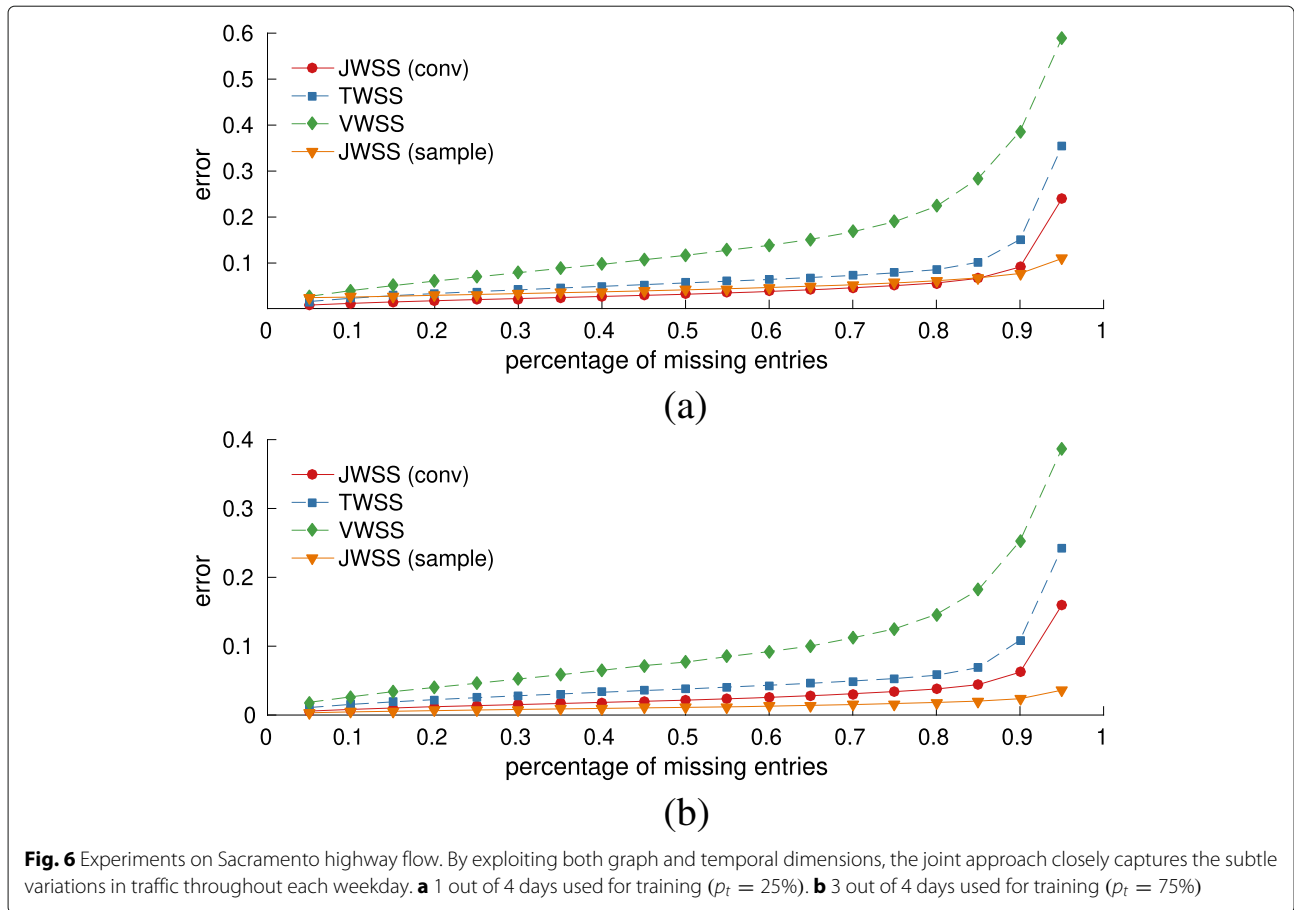 0.6
0.5
0.4
0.3
0.2
0.1
error
JWSS (conv)
TWSS
VWSS
JWSS (sample)
0 0.1 0.2 0.3 0.4 0.5 0.6 0.7 0.8 0.9 1
percentage of missing entries
(a)
0.4
0.3
0.2
0.1
0
error
JWSS (conv)
TWSS
VWSS
JWSS (sample)
0 0.1 0.2 0.3 0.4 0.5 0.6 0.7 0.8 0.9 1
percentage of missing entries
(b)
Fig. 6 Experiments on Sacramento highway flow. By exploiting both graph and temporal dimensions, the joint approach closely captures the subtle
variations in traffic throughout each weekday. a 1 out of 4 days used for training (p_t = 25%). b 3 out of 4 days used for training (p_t = 75%)